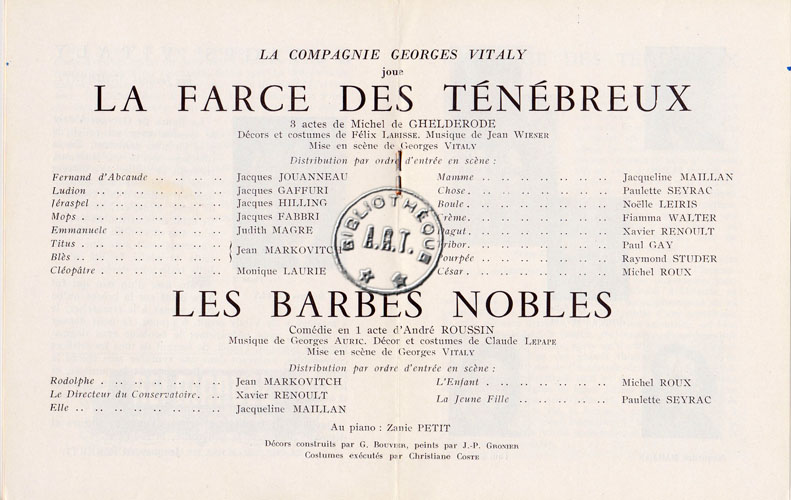 LA COMPAGNIE GEORGES VITALY
joue
LA FARCE DES TÉNÉBREUX
3 actes de Michel de GHELDERODE
Décors et costumes de Félix LABISSE. Musique de Jean WIENER
Mise en scène de Georges VITALY
Distribution par ordre d'entrée en scène :
Fernand d'Abcaude .. .. .. .. Jacques JOUANNEAU
Ludion .. .. .. .. .. .. .. Jacques GAFFURI
Jéraspel .. .. .. .. .. .. .. Jacques HILLING
Mops . .. .. .. .. .. .. .. Jacques FABBRI
Emmanuele .. .. .. .. .. .. Judith MAGRE
Titus . .. .. .. .. .. .. ..
Blès .. .. .. .. .. .. .. ..
Jean MARKOVITCH
Cléopâtre . .. .. .. .. .. .. Monique LAURIE
Mamme . .. .. .. .. .. .. Jacqueline MAILLAN
Chose. .. .. .. .. .. .. .. Paulette SEYRAC
Boule . .. .. .. .. .. .. .. Noëlle LEIRIS
Crème. .. .. .. .. .. .. .. Fiamma WALTER
agut . .. .. .. .. .. .. .. Xavier RENOULT
ribor. .. .. .. .. .. .. .. Paul GAY
ourpée .. .. .. .. .. .. .. Raymond STUDER
César. .. .. .. .. .. .. .. Michel ROUX
BIBLIOTHÈQUE
A.R.T.
LES BARBES NOBLES
Comédie en 1 acte d'André ROUSSIN
Musique de Georges AURIC. Décor et costumes de Claude LEPAPE
Mise en scène de Georges VITALY
Distribution par ordre d'entrée en scène :
Rodolphe . .. .. .. .. .. .. Jean MARKOVITCH
Le Directeur du Conservatoire. .. Xavier RENOULT
Elle .. .. .. .. .. .. .. .. Jacqueline MAILLAN
L'Enfant . .. .. .. .. .. .. Michel ROUX
La Jeune Fille .. .. .. .. .. Paulette SEYRAC
Au piano : Zanie PETIT
Décors construits par G. BOUVIER, peints par J.-P. GRONIER
Costumes exécutés par Christiane COSTE